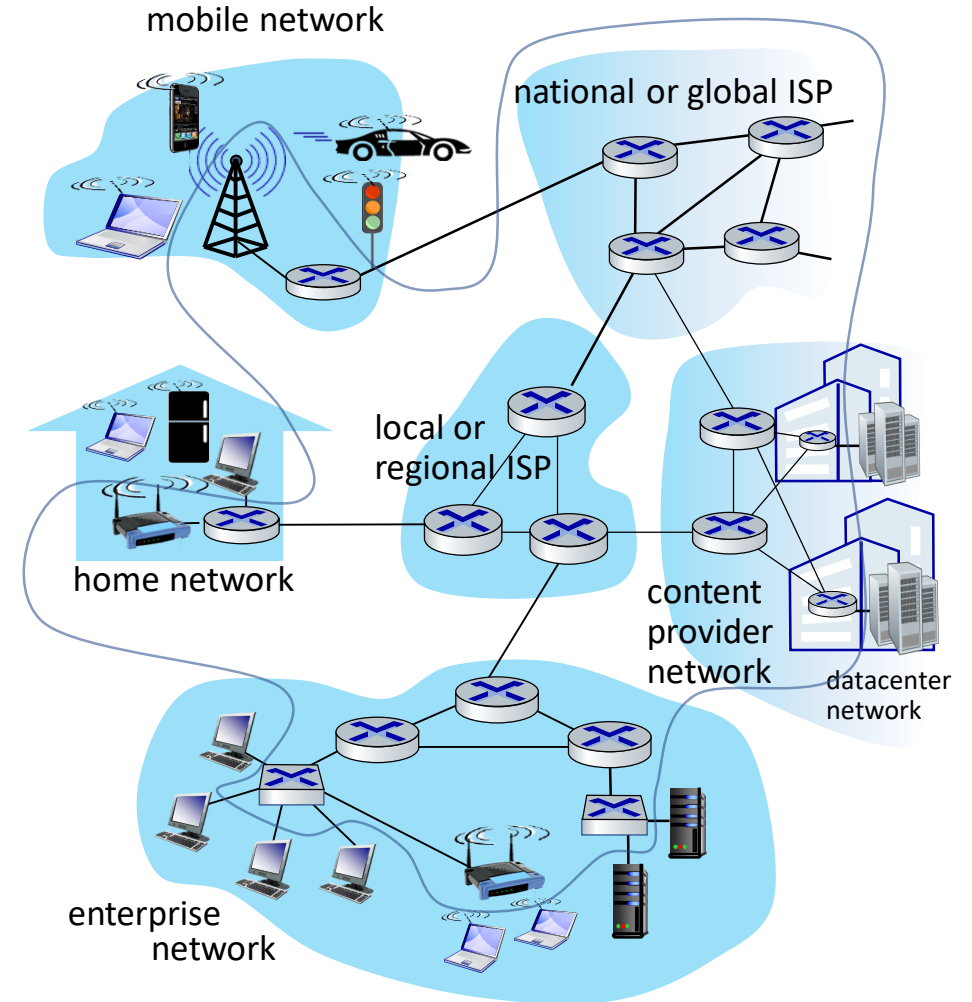 mobile network
national or global ISP
local or
regional ISP
home network
content
provider
network
datacenter
network
enterprise
network